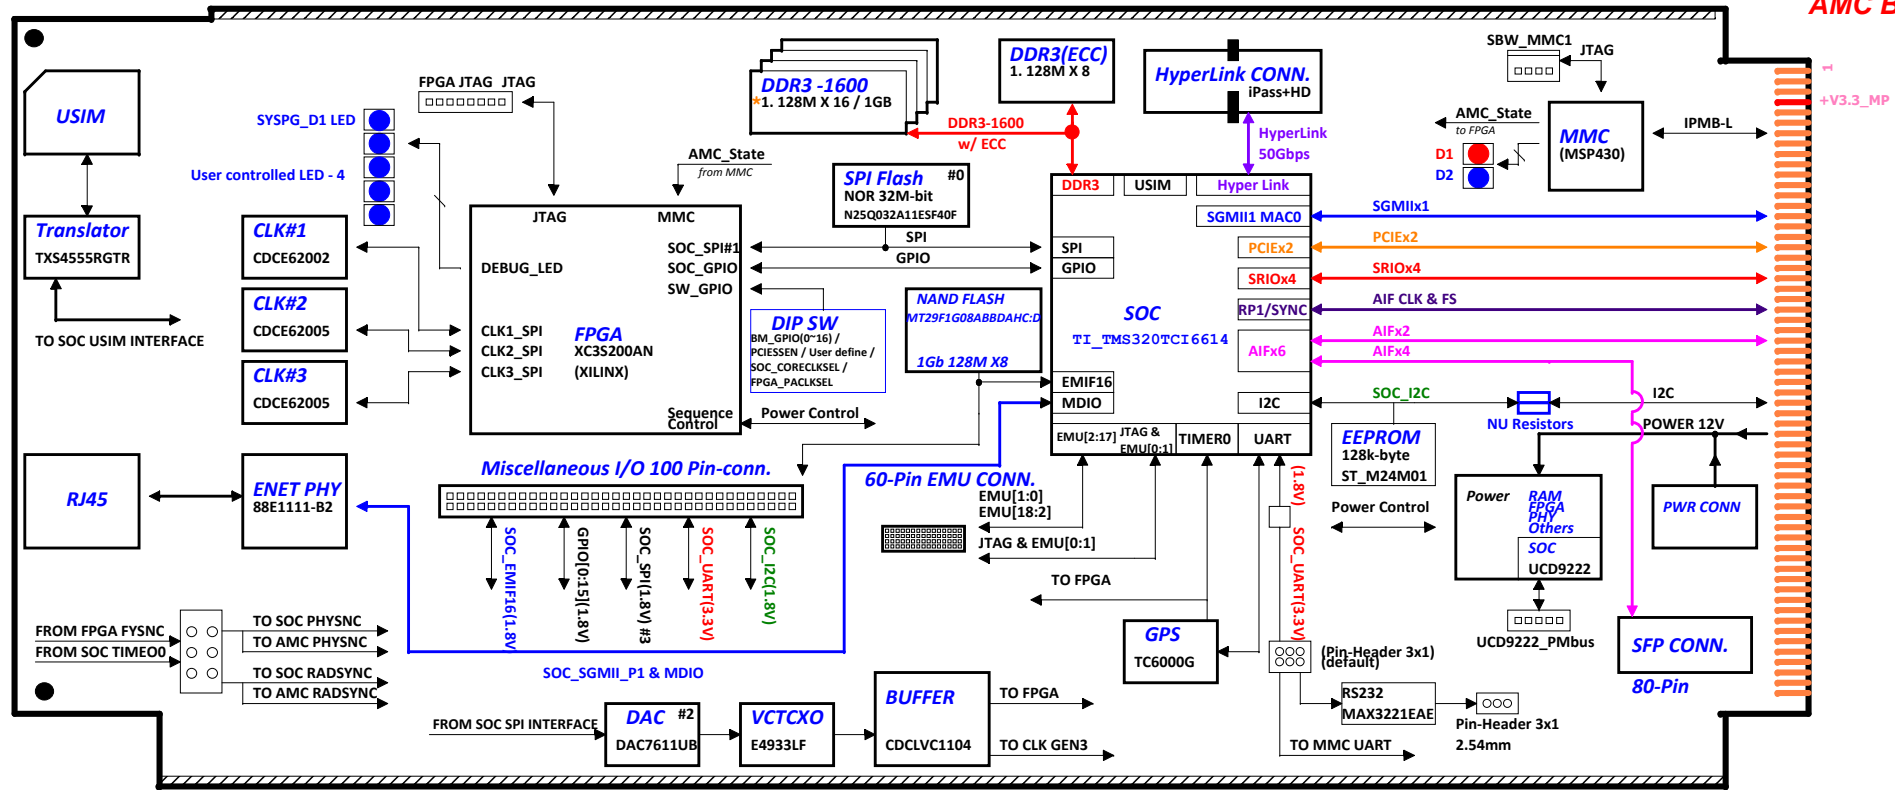 AMC B
USIM
Translator
TXS4555RGTR
TO SOC USIM INTERFACE
SYSPG_D1 LED
User controlled LED - 4
FPGA JTAG
JTAG
CLK#1
CDCE62002
CLK#2
CDCE62005
CLK#3
CDCE62005
DDR3 -1600
*1. 128M X 16 / 1GB
DDR3(ECC)
1. 128M X 8
DDR3-1600
w/ ECC
HyperLink CONN.
iPass+HD
HyperLink
50Gbps
AMC_State
from MMC
SPI Flash
#0
NOR 32M-bit
N25Q032A11ESF40F
SPI
GPIO
JTAG
MMC
SOC_SPI#1
SOC_GPIO
SW_GPIO
DEBUG_LED
CLK1_SPI
CLK2_SPI
CLK3_SPI
FPGA
XC3S200AN
(XILINX)
Sequence
Control
Power Control
DIP SW
BM_GPIO(0~16) /
PCIESSEN / User define /
SOC_CORECLKSEL /
FPGA_PACLKSEL
NAND FLASH
MT29F1G08ABBDAHC:D
1Gb 128M X8
DDR3
USIM
Hyper Link
SGMII1 MAC0
SPI
GPIO
PCIEx2
SRIOx4
RP1/SYNC
AIFx6
SOC
TI_TMS320TCI6614
EMIF16
MDIO
I2C
EMU[2:17]
JTAG &
EMU[0:1]
TIMER0
UART
SBW_MMC1
JTAG
AMC_State
to FPGA
D1
D2
MMC
(MSP430)
IPMB-L
1
+V3.3_MP
SGMIIx1
PCIEx2
SRIOx4
AIF CLK & FS
AIFx2
AIFx4
SOC_I2C
I2C
NU Resistors
POWER 12V
EEPROM
128k-byte
ST_M24M01
Power Control
Power
RAM
FPGA
PHY
Others
SOC
UCD9222
UCD9222_PMbus
PWR CONN
SFP CONN.
80-Pin
RJ45
ENET PHY
88E1111-B2
Miscellaneous I/O 100 Pin-conn.
SOC_EMIF16(1.8V)
GPIO[0:15](1.8V)
SOC_SPI(1.8V) #3
SOC_UART(3.3V)
SOC_I2C(1.8V)
SOC_SGMII_P1 & MDIO
60-Pin EMU CONN.
EMU[1:0]
EMU[18:2]
JTAG & EMU[0:1]
TO FPGA
(1.8V)
SOC_UART(3.3V)
GPS
TC6000G
(Pin-Header 3x1)
(default)
RS232
MAX3221EAE
Pin-Header 3x1
2.54mm
TO MMC UART
FROM FPGA FYSNC
FROM SOC TIMEO0
TO SOC PHYSNC
TO AMC PHYSNC
TO SOC RADSYNC
TO AMC RADSYNC
FROM SOC SPI INTERFACE
DAC
#2
DAC7611UB
VCTCXO
E4933LF
BUFFER
CDCLVC1104
TO FPGA
TO CLK GEN3